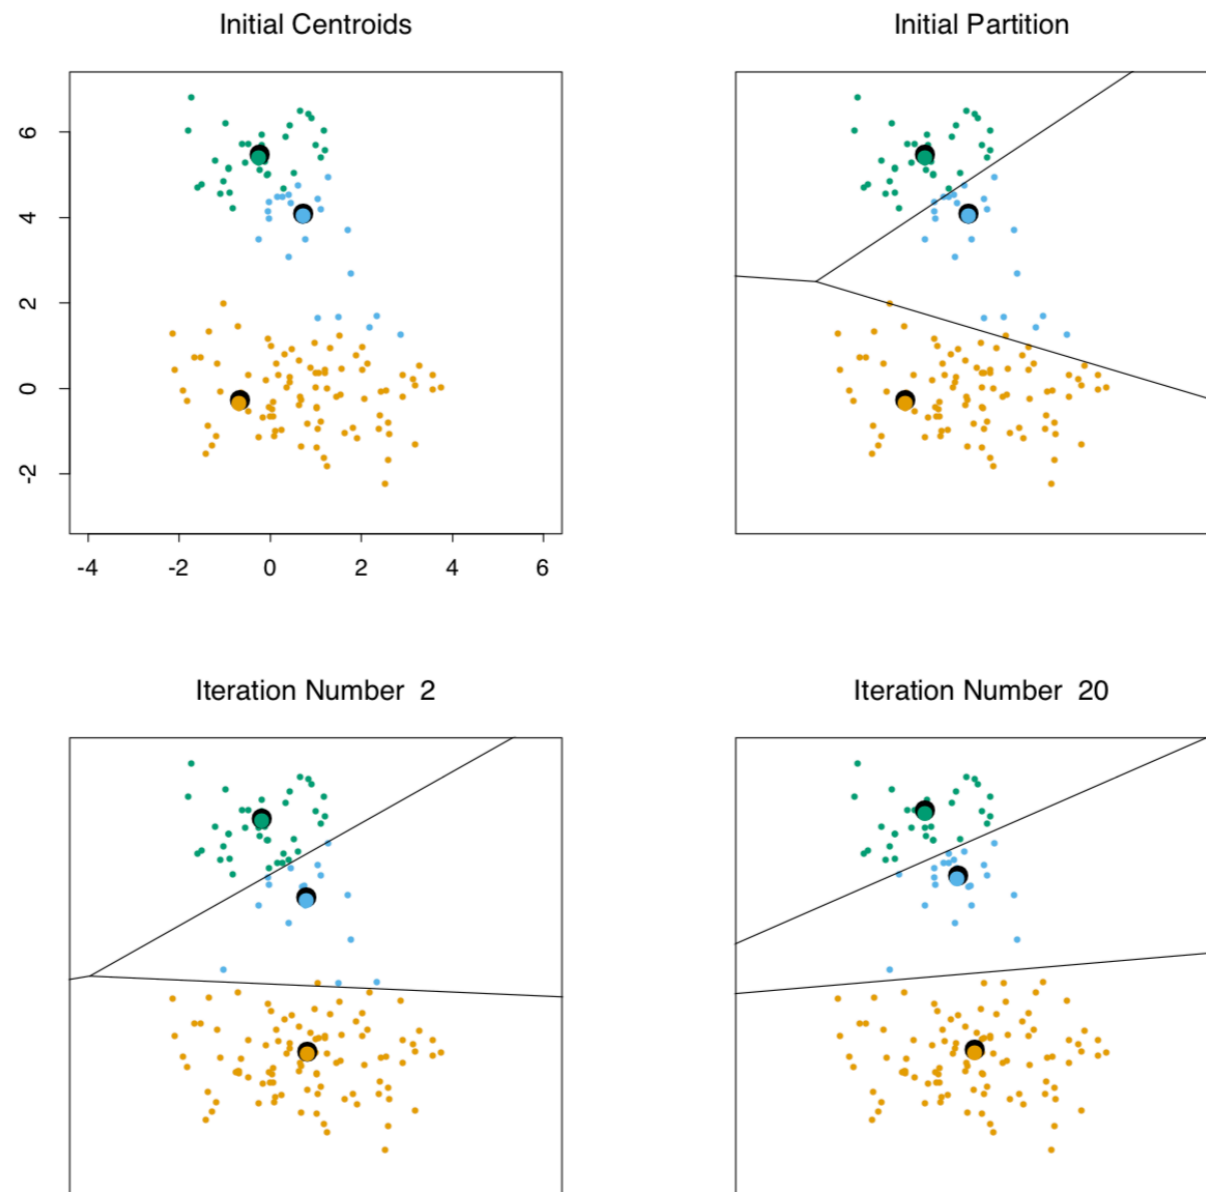 Initial Centroids
Initial Partition
6
4
2
0
-2
-4 -2 0 2 4 6
Iteration Number 2
Iteration Number 20